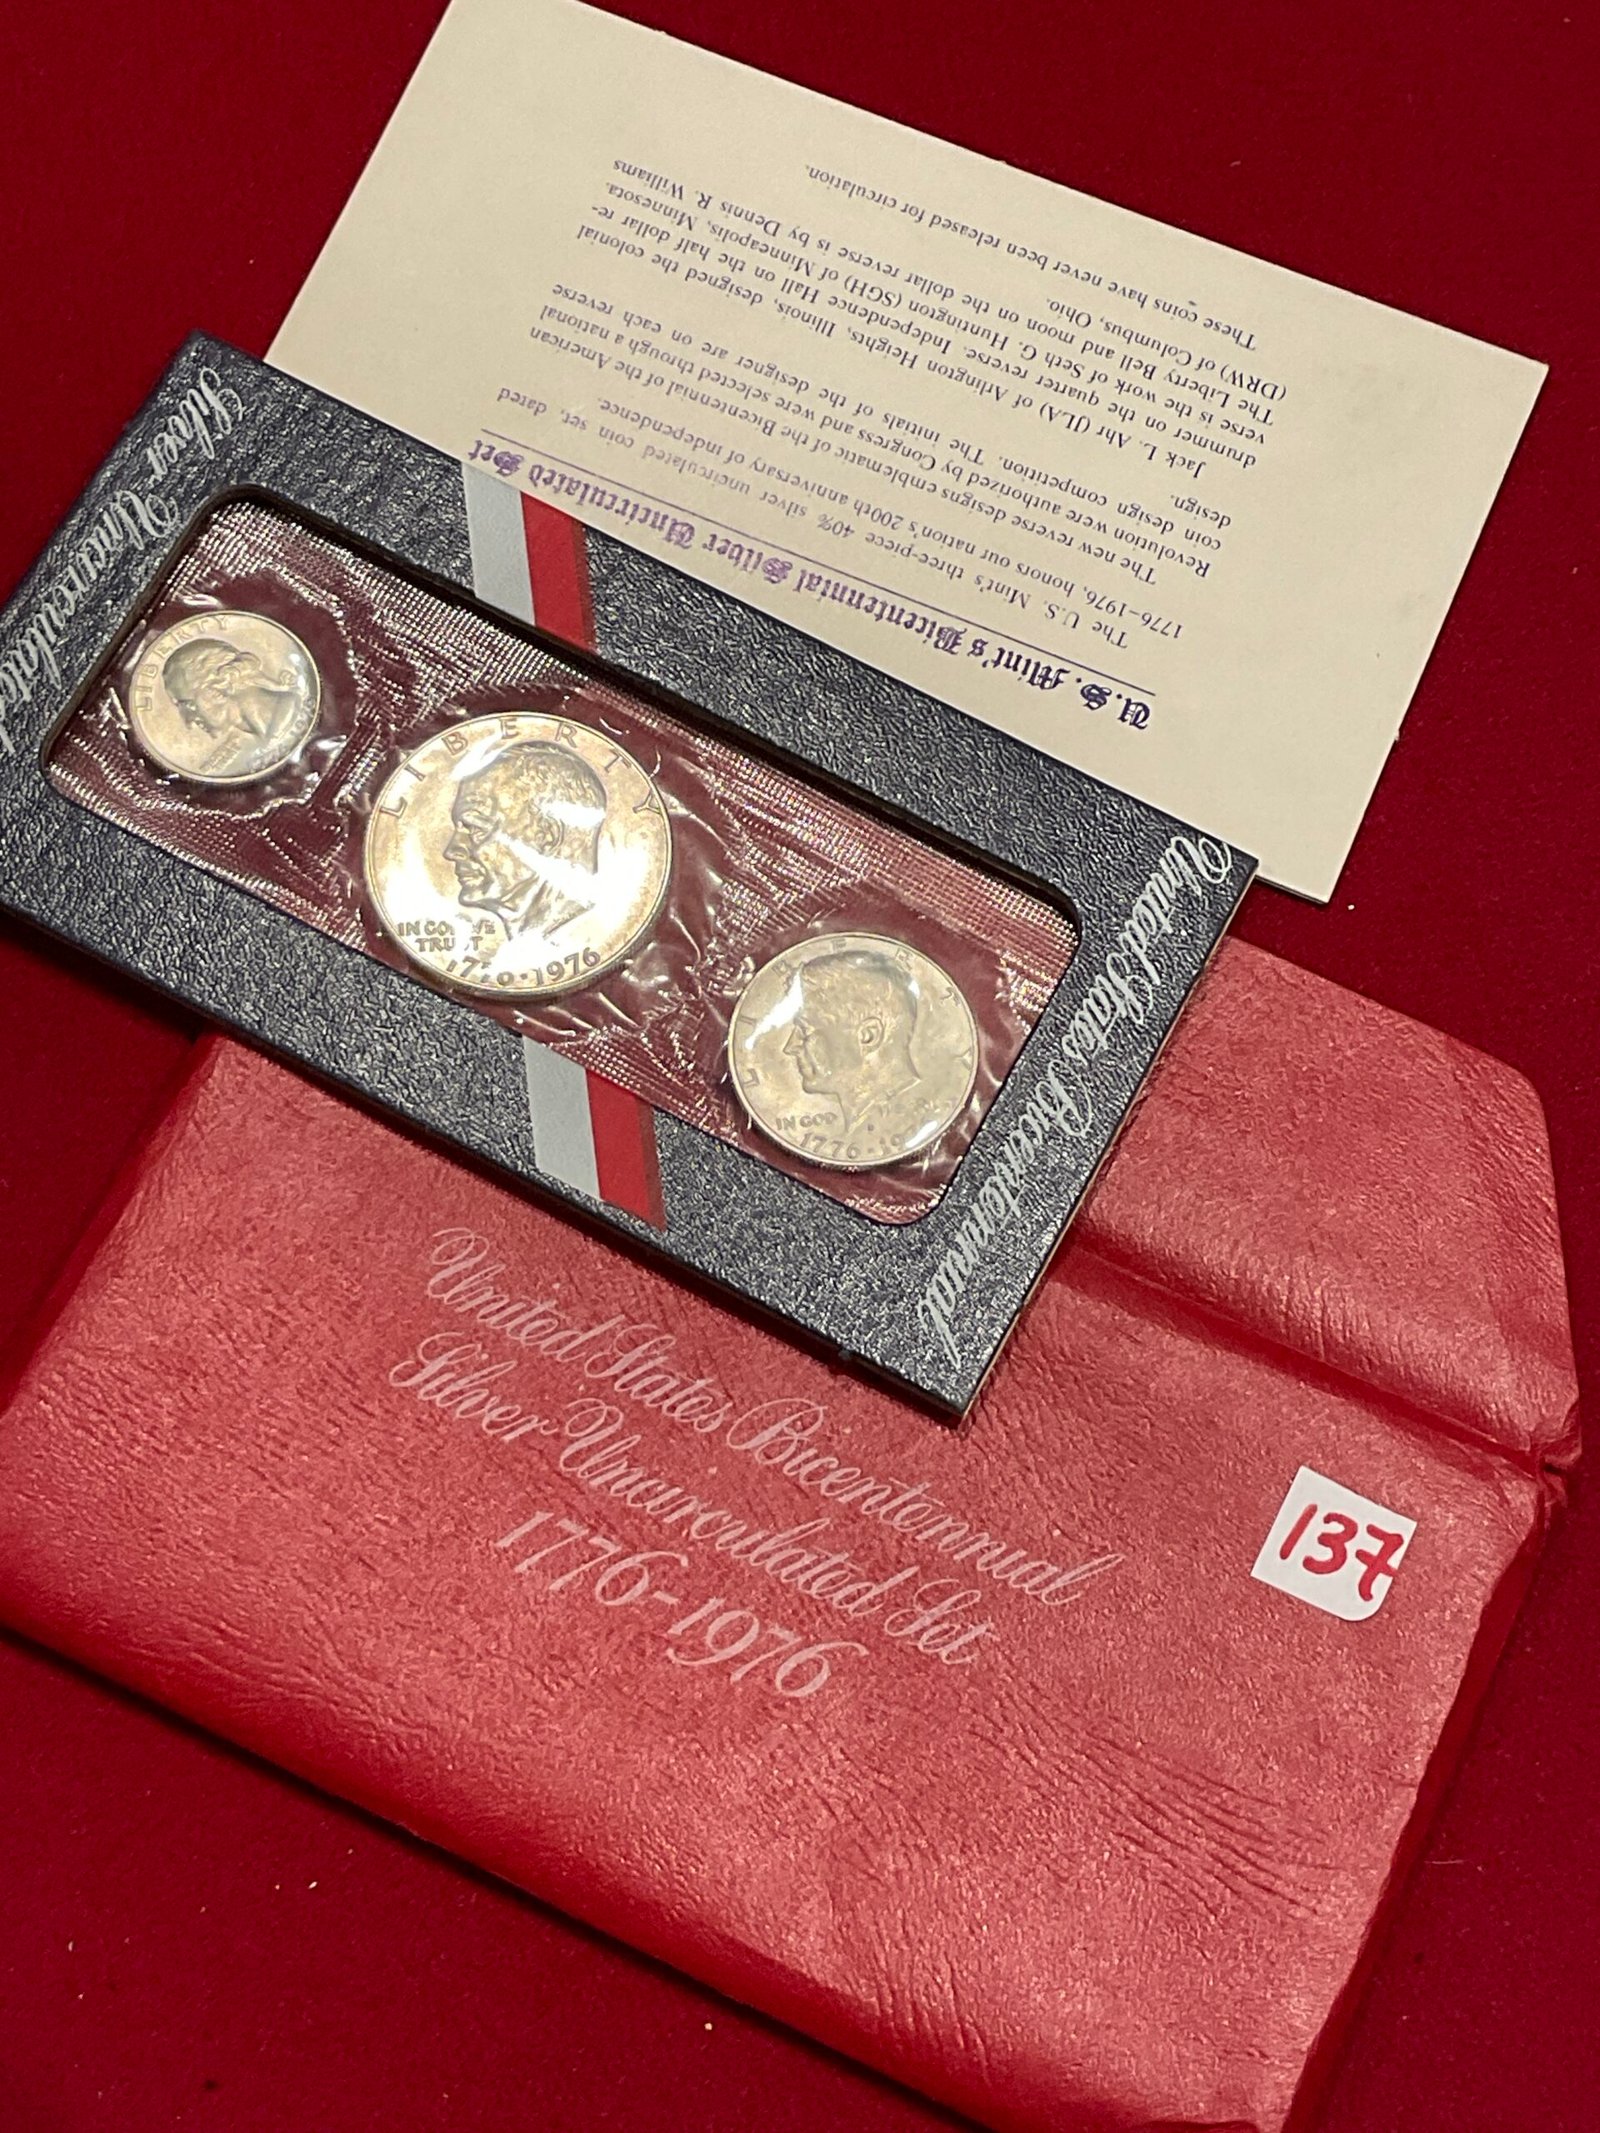 U.S. Mint's Bicentennial Silver Uncirculated Set
The U.S. Mint's three-piece 40% silver uncirculated coin set, dated
1776-1976, honors our nation's 200th anniversary of independence.
The new reverse designs emblematic of the Bicentennial of the American
Revolution were authorized by Congress and were selected through a national
coin design competition. The initials of the designer are on each reverse
design.
Jack L. Ahr (JLA) of Arlington Heights, Illinois, designed the colonial
drummer on the quarter reverse. Independence Hall on the half dollar re-
verse is the work of Seth G. Huntington (SGH) of Minneapolis, Minnesota.
The Liberty Bell and moon on the dollar reverse is by Dennis R. Williams
(DRW) of Columbus, Ohio.
These coins have never been released for circulation.
Silver Uncirculated
LIBERTY
LIBERTY
IN GOD WE
TRUST
1776·1976
LIBERTY
IN GOD
1776·19
United States Bicentennial
United States Bicentennial
Silver Uncirculated Set
1776-1976
137